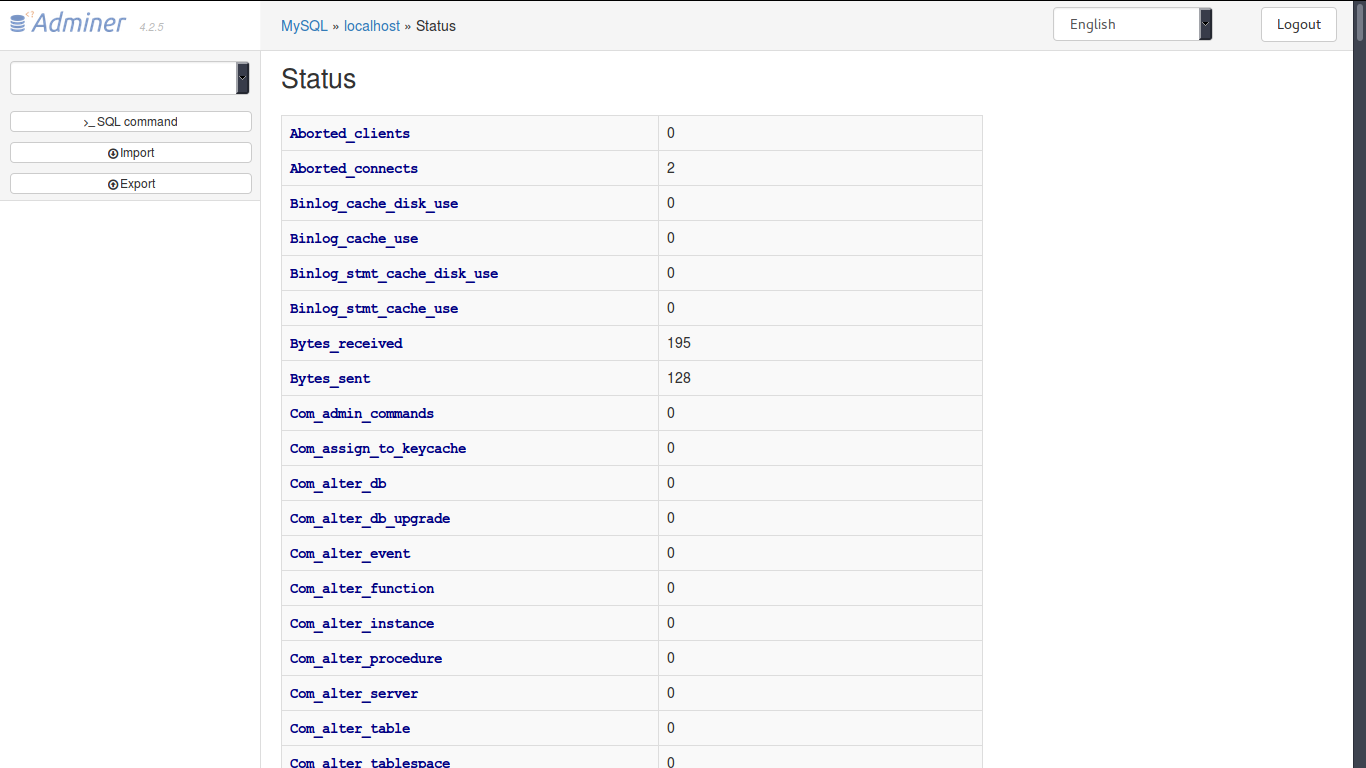 Adminer 4.2.5
MySQL » localhost » Status
English
Logout
>_ SQL command
Import
Export
Status
Aborted_clients 0
Aborted_connects 2
Binlog_cache_disk_use 0
Binlog_cache_use 0
Binlog_stmt_cache_disk_use 0
Binlog_stmt_cache_use 0
Bytes_received 195
Bytes_sent 128
Com_admin_commands 0
Com_assign_to_keycache 0
Com_alter_db 0
Com_alter_db_upgrade 0
Com_alter_event 0
Com_alter_function 0
Com_alter_instance 0
Com_alter_procedure 0
Com_alter_server 0
Com_alter_table 0
Com_alter_tablespace 0